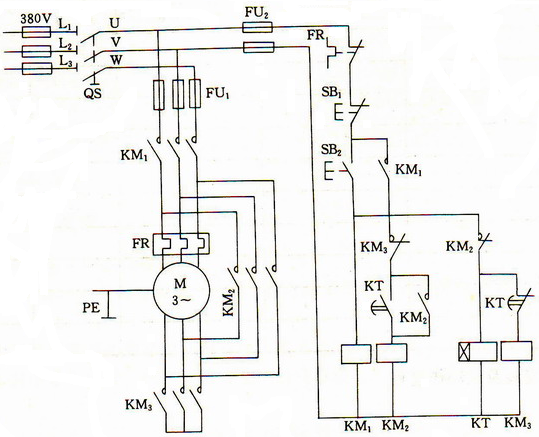 380V
L₁
U
FU₂
L₂
V
L₃
W
FR
QS
FU₁
SB₁
KM₁
SB₂
KM₁
FR
KM₃
KM₂
M
3~
KM₂
KT
KT
PE
KM₂
KM₃
KM₁
KM₂
KT
KM₃